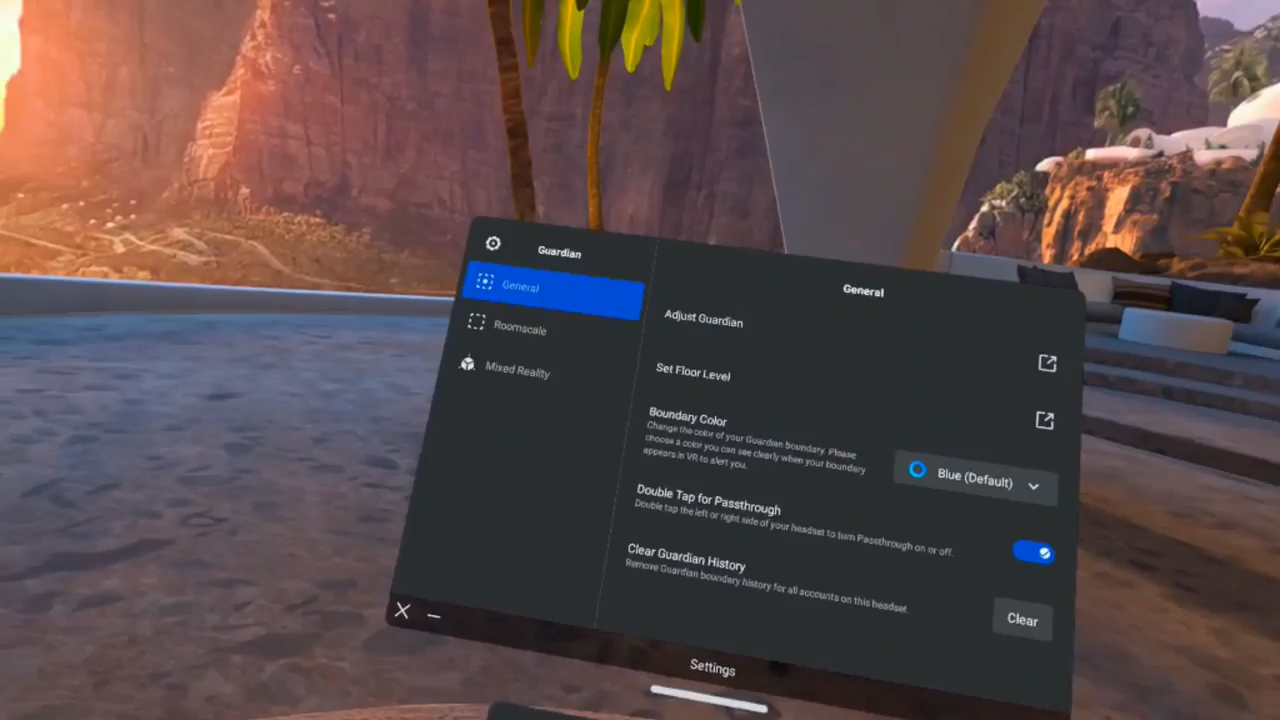 Guardian
General
Roomscale
Mixed Reality
General
Adjust Guardian
Set Floor Level
Boundary Color
Change the color of your Guardian boundary. Please
choose a color you can see clearly when your boundary
appears in VR to alert you.
Blue (Default)
Double Tap for Passthrough
Double tap the left or right side of your headset to turn Passthrough on or off.
Clear Guardian History
Remove Guardian boundary history for all accounts on this headset
Clear
Settings